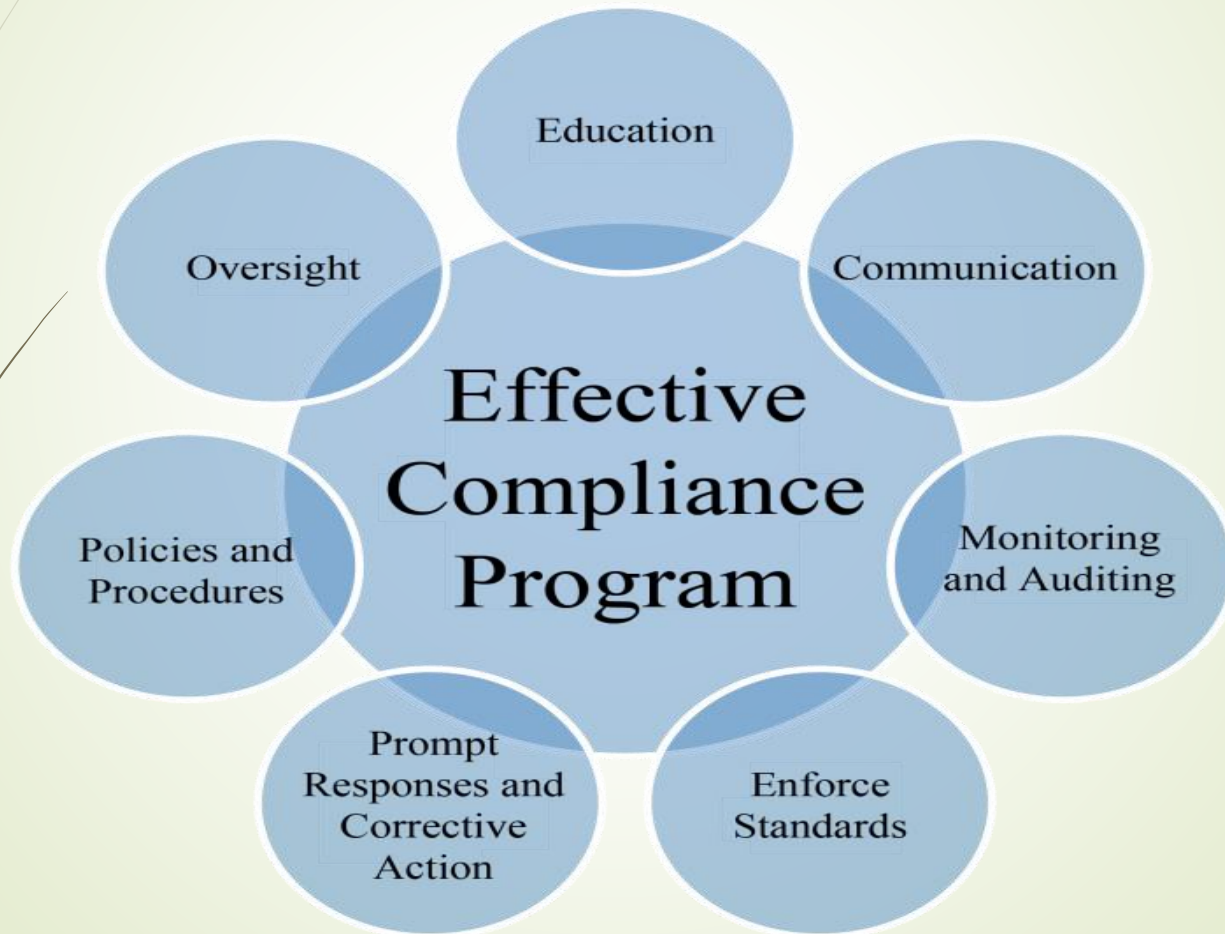 Education
Oversight
Communication
Effective
Compliance
Program
Policies and
Procedures
Monitoring
and Auditing
Prompt
Responses and
Corrective
Action
Enforce
Standards